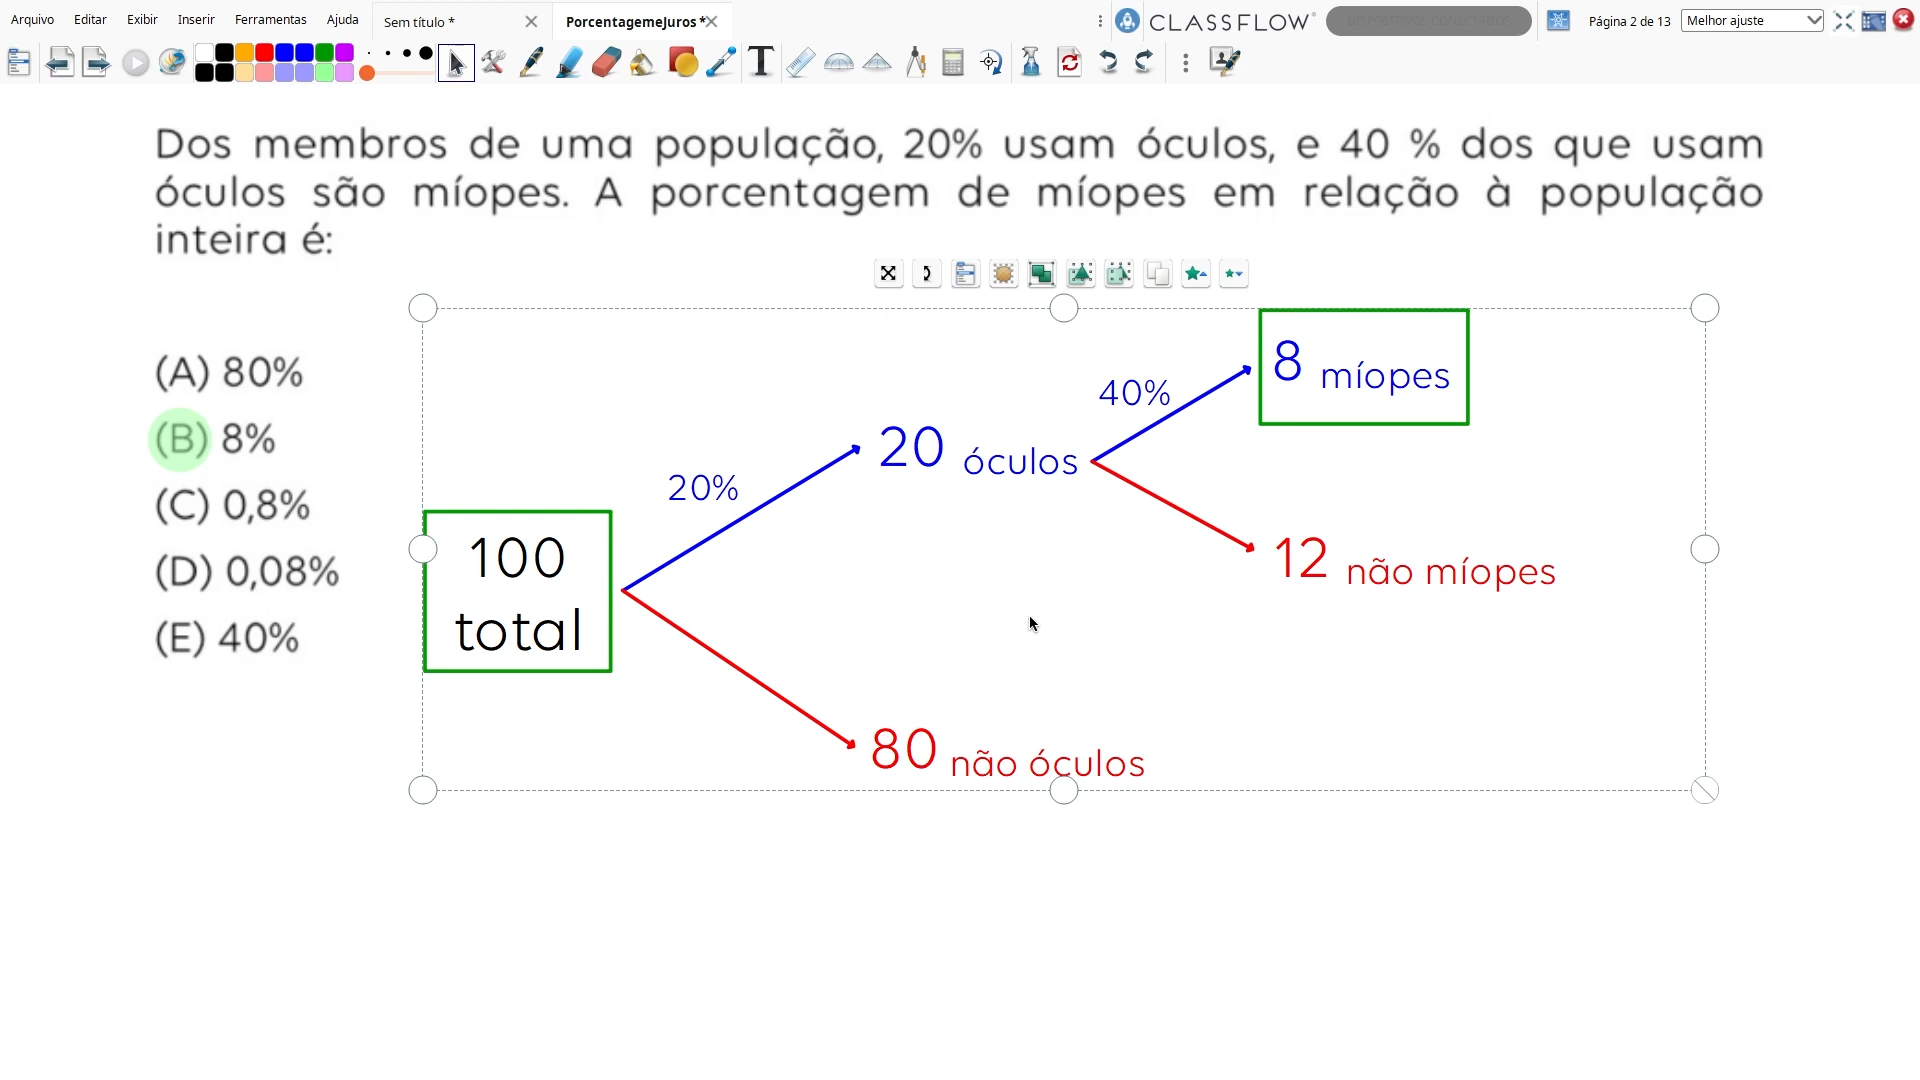 Arquivo Editar Exibir Inserir Ferramentas Ajuda
Sem título *
PorcentagemeJuros *
CLASSFLOW
Página 2 de 13
Melhor ajuste
Dos membros de uma população, 20% usam óculos, e 40 % dos que usam
óculos são míopes. A porcentagem de míopes em relação à população
inteira é:
(A) 80%
(B) 8%
(C) 0,8%
(D) 0,08%
(E) 40%
100
total
20%
20 óculos
40%
8 míopes
12 não míopes
80 não óculos